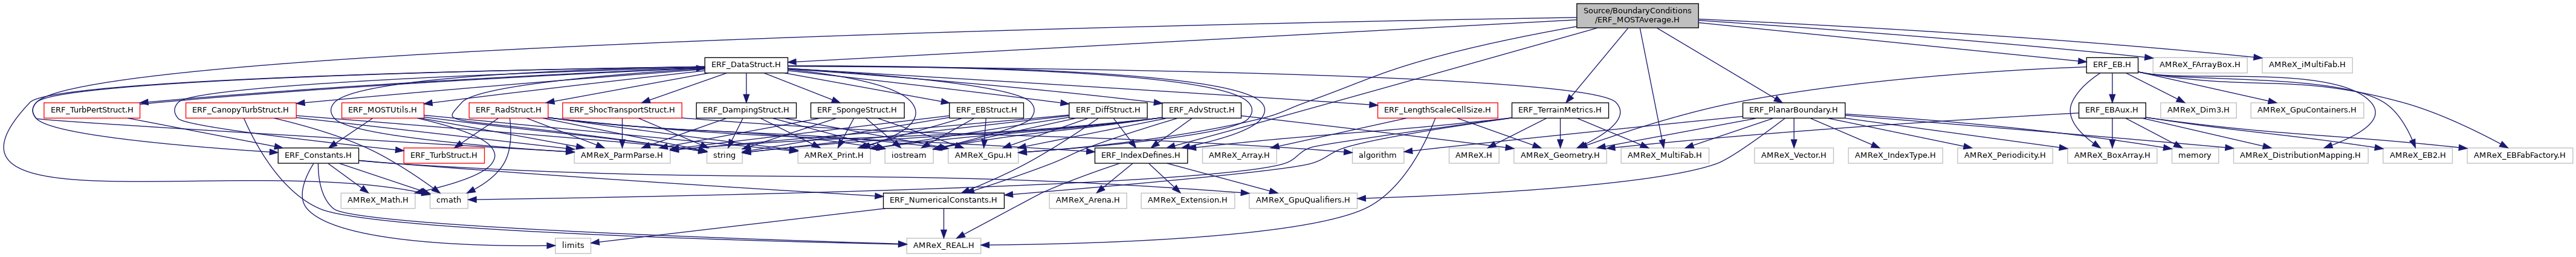 Source/BoundaryConditions
/ERF_MOSTAverage.H
ERF_DataStruct.H
ERF_EB.H
AMReX_FArrayBox.H
AMReX_iMultiFab.H
ERF_TurbPertStruct.H
ERF_CanopyTurbStruct.H
ERF_MOSTUtils.H
ERF_RadStruct.H
ERF_ShocTransportStruct.H
ERF_DampingStruct.H
ERF_SpongeStruct.H
ERF_EBStruct.H
ERF_DiffStruct.H
ERF_AdvStruct.H
ERF_LengthScaleCellSize.H
ERF_TerrainMetrics.H
ERF_PlanarBoundary.H
ERF_EBAux.H
AMReX_Dim3.H
AMReX_GpuContainers.H
ERF_Constants.H
ERF_TurbStruct.H
AMReX_ParmParse.H
string
AMReX_Print.H
iostream
AMReX_Gpu.H
ERF_IndexDefines.H
AMReX_Array.H
algorithm
AMReX.H
AMReX_Geometry.H
AMReX_MultiFab.H
AMReX_Vector.H
AMReX_IndexType.H
AMReX_Periodicity.H
AMReX_BoxArray.H
memory
AMReX_DistributionMapping.H
AMReX_EB2.H
AMReX_EBFabFactory.H
AMReX_Math.H
cmath
ERF_NumericalConstants.H
AMReX_Arena.H
AMReX_Extension.H
AMReX_GpuQualifiers.H
limits
AMReX_REAL.H